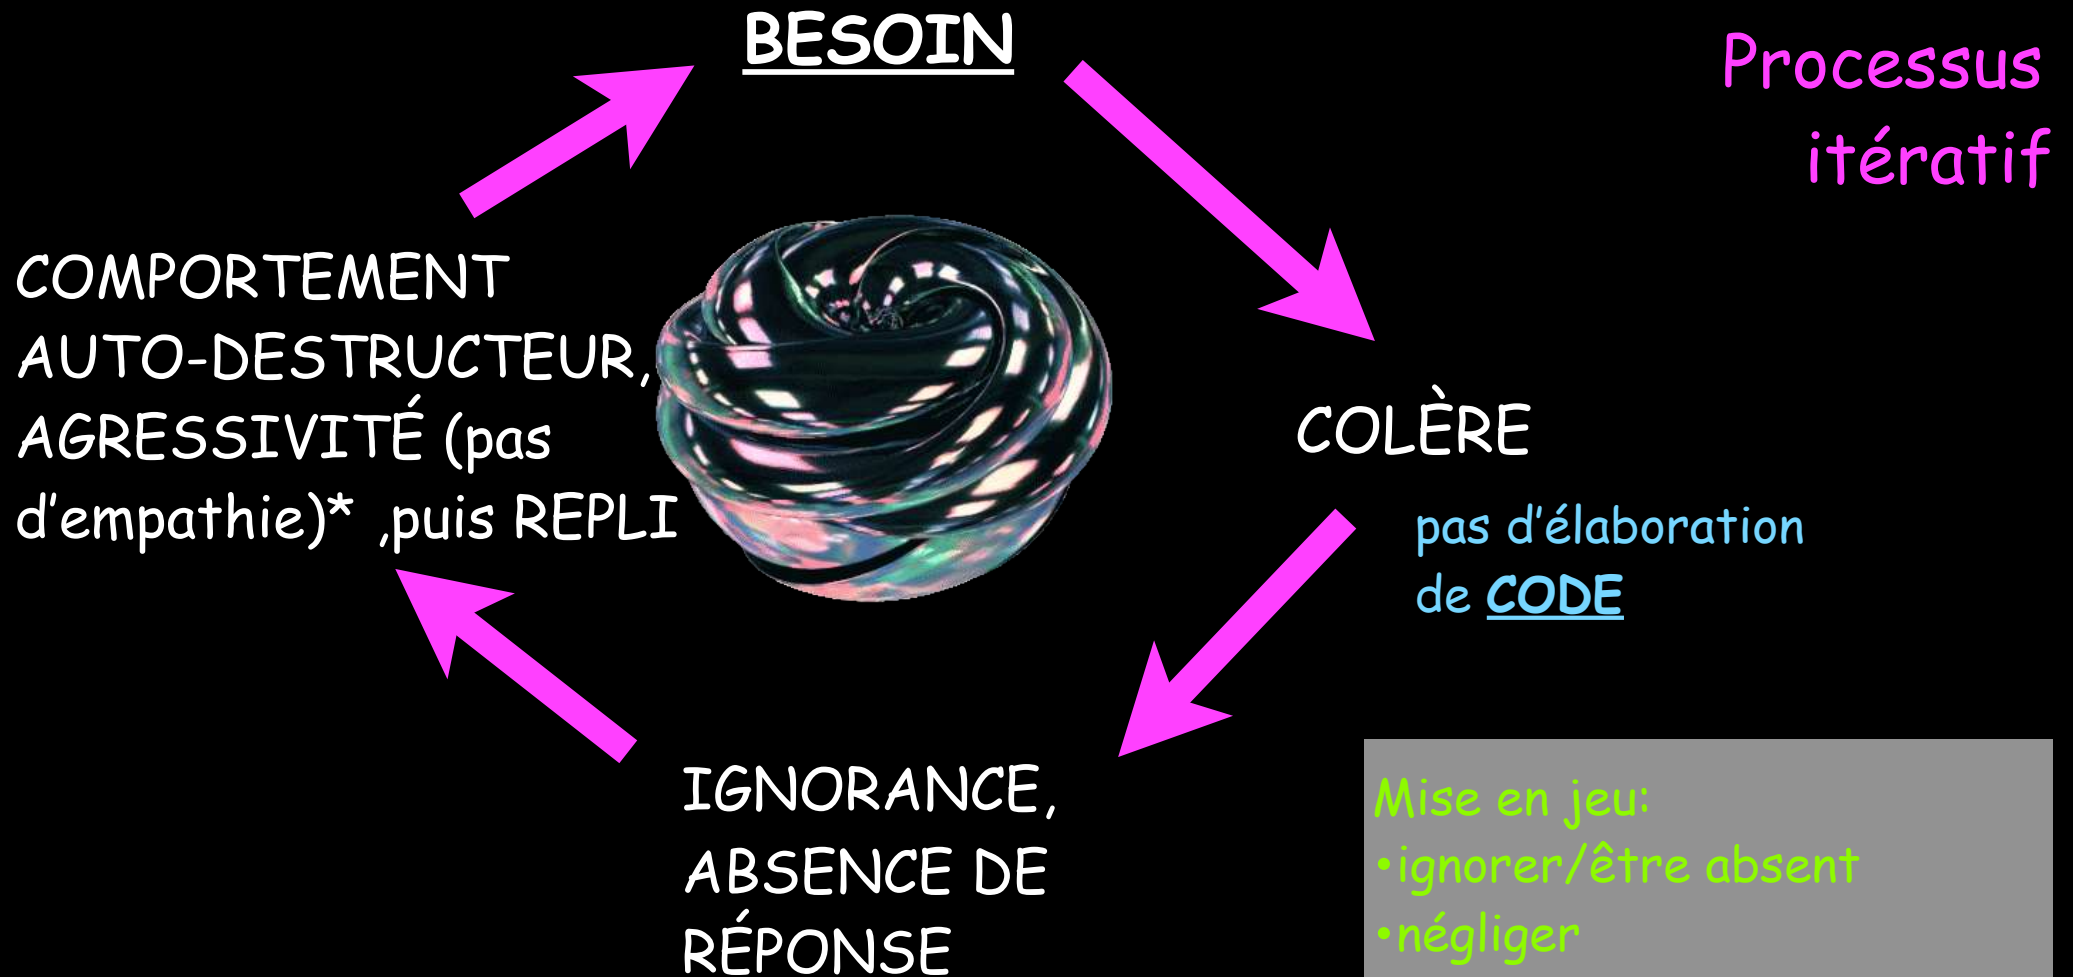 BESOIN
Processus
itératif
COMPORTEMENT
AUTO-DESTRUCTEUR,
AGRESSIVITÉ (pas
d’empathie)* ,puis REPLI
COLÈRE
pas d’élaboration
de CODE
IGNORANCE,
ABSENCE DE
RÉPONSE
Mise en jeu:
•ignorer/être absent
•négliger